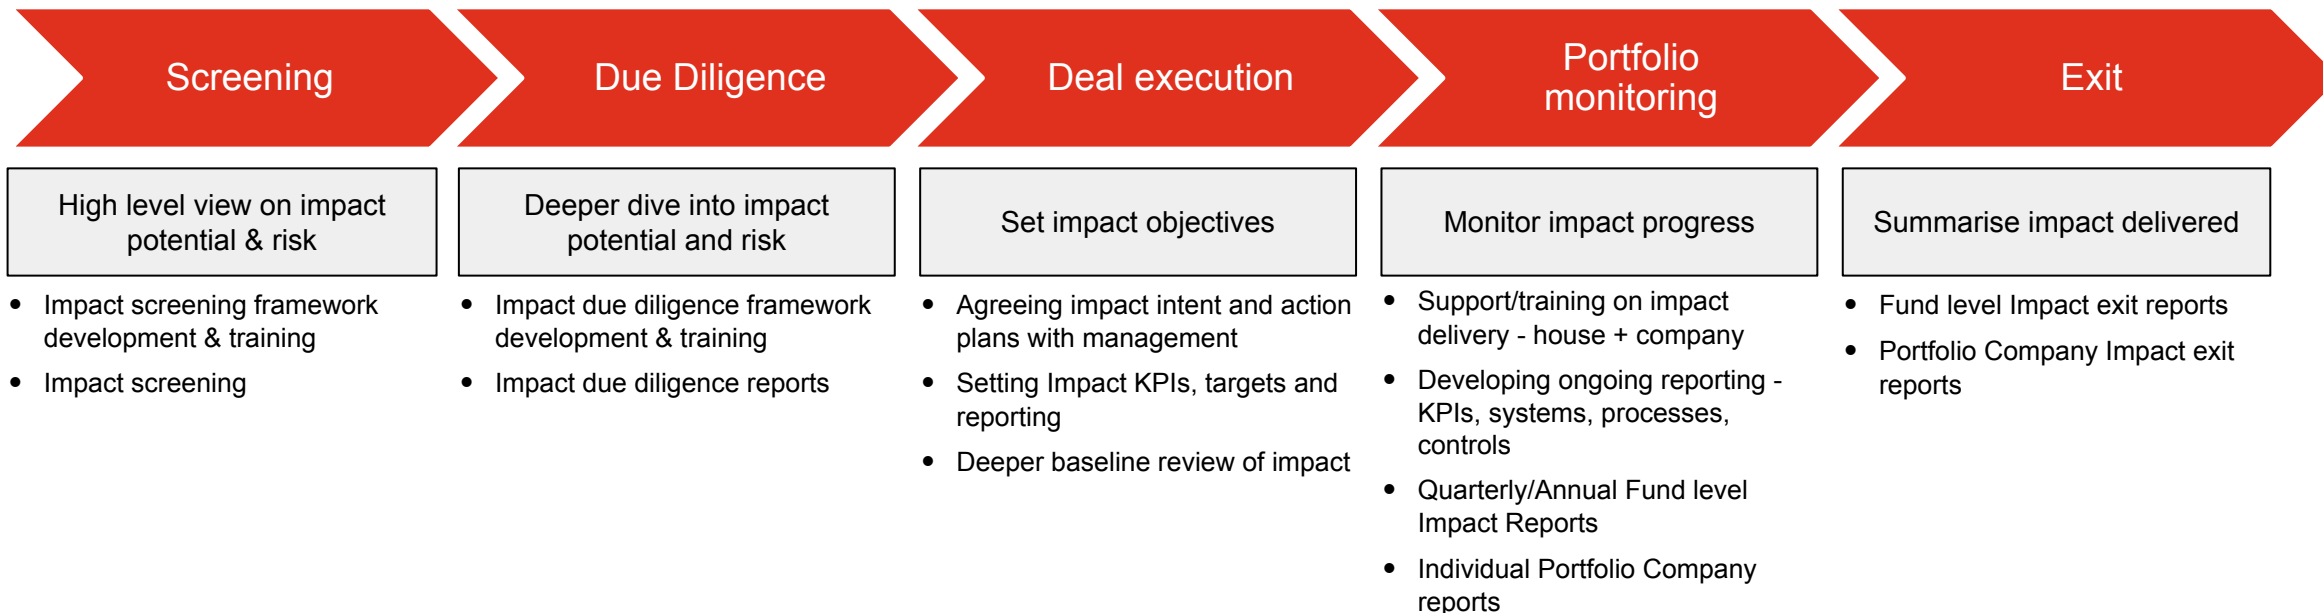 Screening
Due Diligence
Deal execution
Portfolio
monitoring
Exit
High level view on impact
potential & risk
Deeper dive into impact
potential and risk
Set impact objectives
Monitor impact progress
Summarise impact delivered
• Impact screening framework
development & training
• Impact screening
• Impact due diligence framework
development & training
• Impact due diligence reports
• Agreeing impact intent and action
plans with management
• Setting Impact KPIs, targets and
reporting
• Deeper baseline review of impact
• Support/training on impact
delivery - house + company
• Developing ongoing reporting -
KPIs, systems, processes,
controls
• Quarterly/Annual Fund level
Impact Reports
• Individual Portfolio Company
reports
• Fund level Impact exit reports
• Portfolio Company Impact exit
reports